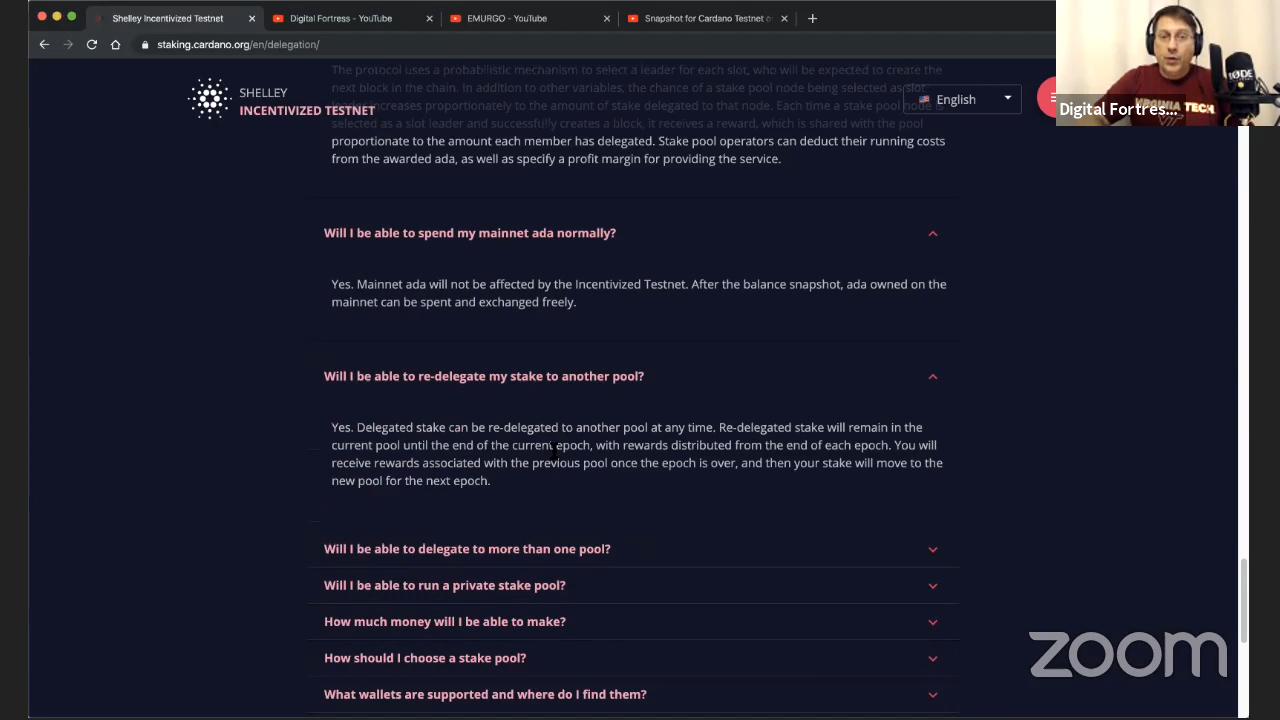 Shelley Incentivized Testnet
Digital Fortress - YouTube
EMURGO - YouTube
Snapshot for Cardano Testnet
staking.cardano.org/en/delegation/
The protocol uses a probabilistic mechanism to select a leader for each slot, who will be expected to create the
next block in the chain. In addition to other variables, the chance of a stake pool node being selected as slot
increases proportionately to the amount of stake delegated to that node. Each time a stake pool node is
selected as a slot leader and successfully creates a block, it receives a reward, which is shared with the pool
proportionate to the amount each member has delegated. Stake pool operators can deduct their running costs
from the awarded ada, as well as specify a profit margin for providing the service.
SHELLEY
INCENTIVIZED TESTNET
English
Digital Fortres...
VIRGINIA TECH
RØDE
Will I be able to spend my mainnet ada normally?
Yes. Mainnet ada will not be affected by the Incentivized Testnet. After the balance snapshot, ada owned on the
mainnet can be spent and exchanged freely.
Will I be able to re-delegate my stake to another pool?
Yes. Delegated stake can be re-delegated to another pool at any time. Re-delegated stake will remain in the
current pool until the end of the current epoch, with rewards distributed from the end of each epoch. You will
receive rewards associated with the previous pool once the epoch is over, and then your stake will move to the
new pool for the next epoch.
Will I be able to delegate to more than one pool?
Will I be able to run a private stake pool?
How much money will I be able to make?
How should I choose a stake pool?
What wallets are supported and where do I find them?
zoom